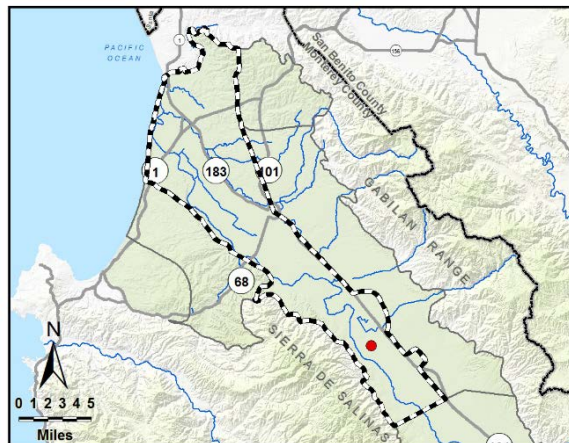 PACIFIC
OCEAN
1
156
San Benito County
Monterey County
183
101
1
GABILAN RANGE
68
SIERRA DE SALINAS
N
0 1 2 3 4 5
Miles